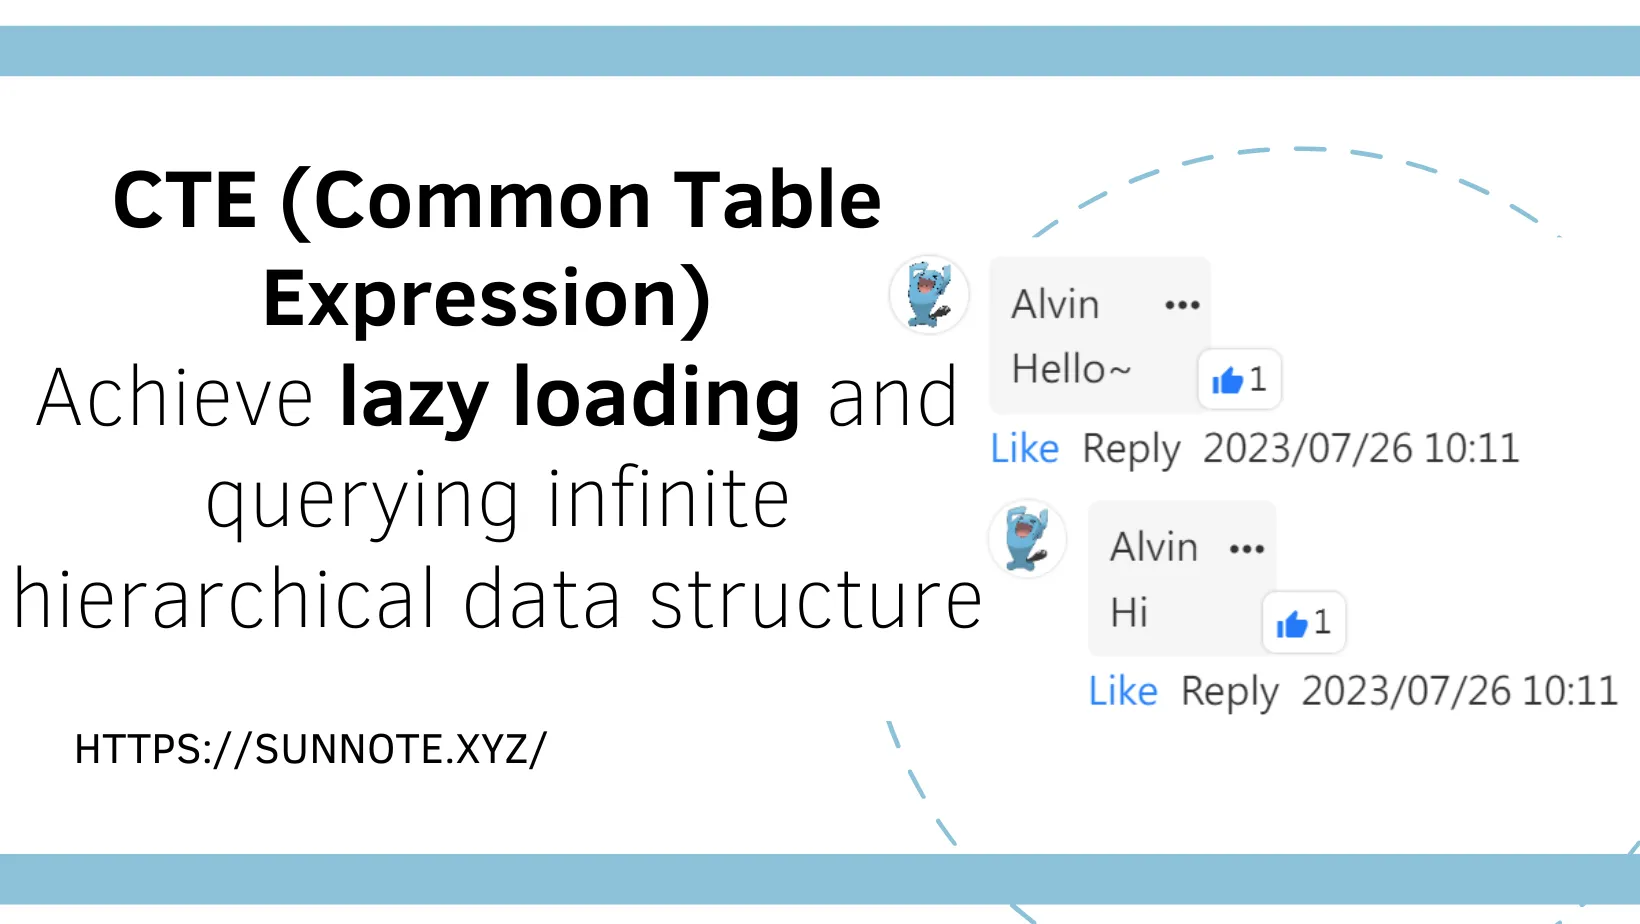 CTE (Common Table
Expression)
Achieve lazy loading and
querying infinite
hierarchical data structure
HTTPS://SUNNOTE.XYZ/
Alvin •••
Hello~
1
Like Reply 2023/07/26 10:11
Alvin •••
Hi
1
Like Reply 2023/07/26 10:11